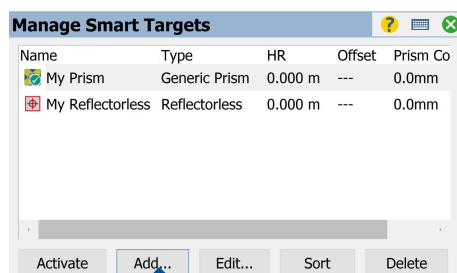 Manage Smart Targets ?
Name Type HR Offset Prism Co
My Prism Generic Prism 0.000 m --- 0.0mm
My Reflectorless Reflectorless 0.000 m --- 0.0mm
Activate Add... Edit... Sort Delete